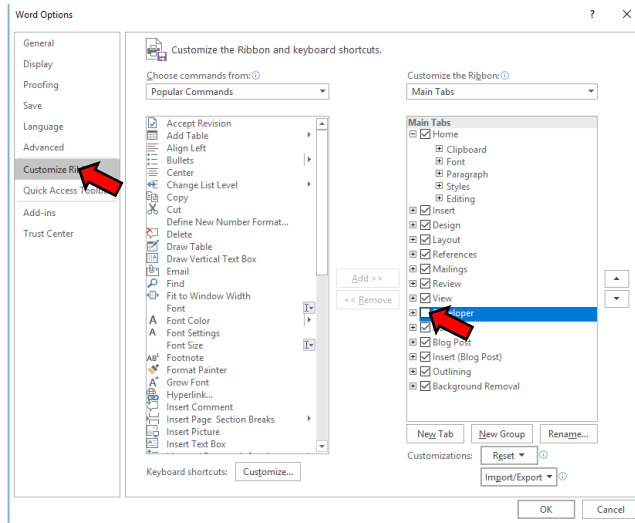 Word Options
?
General
Display
Proofing
Save
Language
Advanced
Customize
Quick Access
Add-ins
Trust Center
Customize the Ribbon and keyboard shortcuts.
Choose commands from:
Popular Commands
Accept Revision
Add Table
Align Left
Bullets
Center
Change List Level
Copy
Cut
Define New Number Format...
Delete
Draw Table
Draw Vertical Text Box
Email
Find
Fit to Window Width
Font
Font Color
Font Settings
Font Size
Footnote
Format Painter
Grow Font
Hyperlink...
Insert Comment
Insert Page Section Breaks
Insert Picture
Insert Text Box
Keyboard shortcuts: Customize...
Add >>
<< Remove
Customize the Ribbon:
Main Tabs
Main Tabs
Home
Clipboard
Font
Paragraph
Styles
Editing
Insert
Design
Layout
References
Mailings
Review
View
Blog Post
Insert (Blog Post)
Outlining
Background Removal
New Tab New Group Rename...
Customizations: Reset
Import/Export
OK Cancel